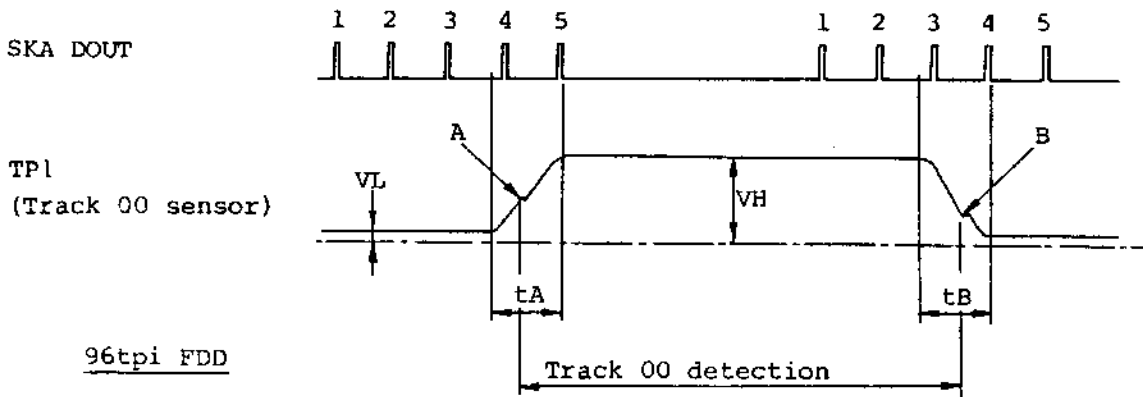 1 2 3 4 5 1 2 3 4 5
SKA DOUT
A B
TP1
(Track 00 sensor)
VL
VH
tA tB
96tpi FDD
Track 00 detection